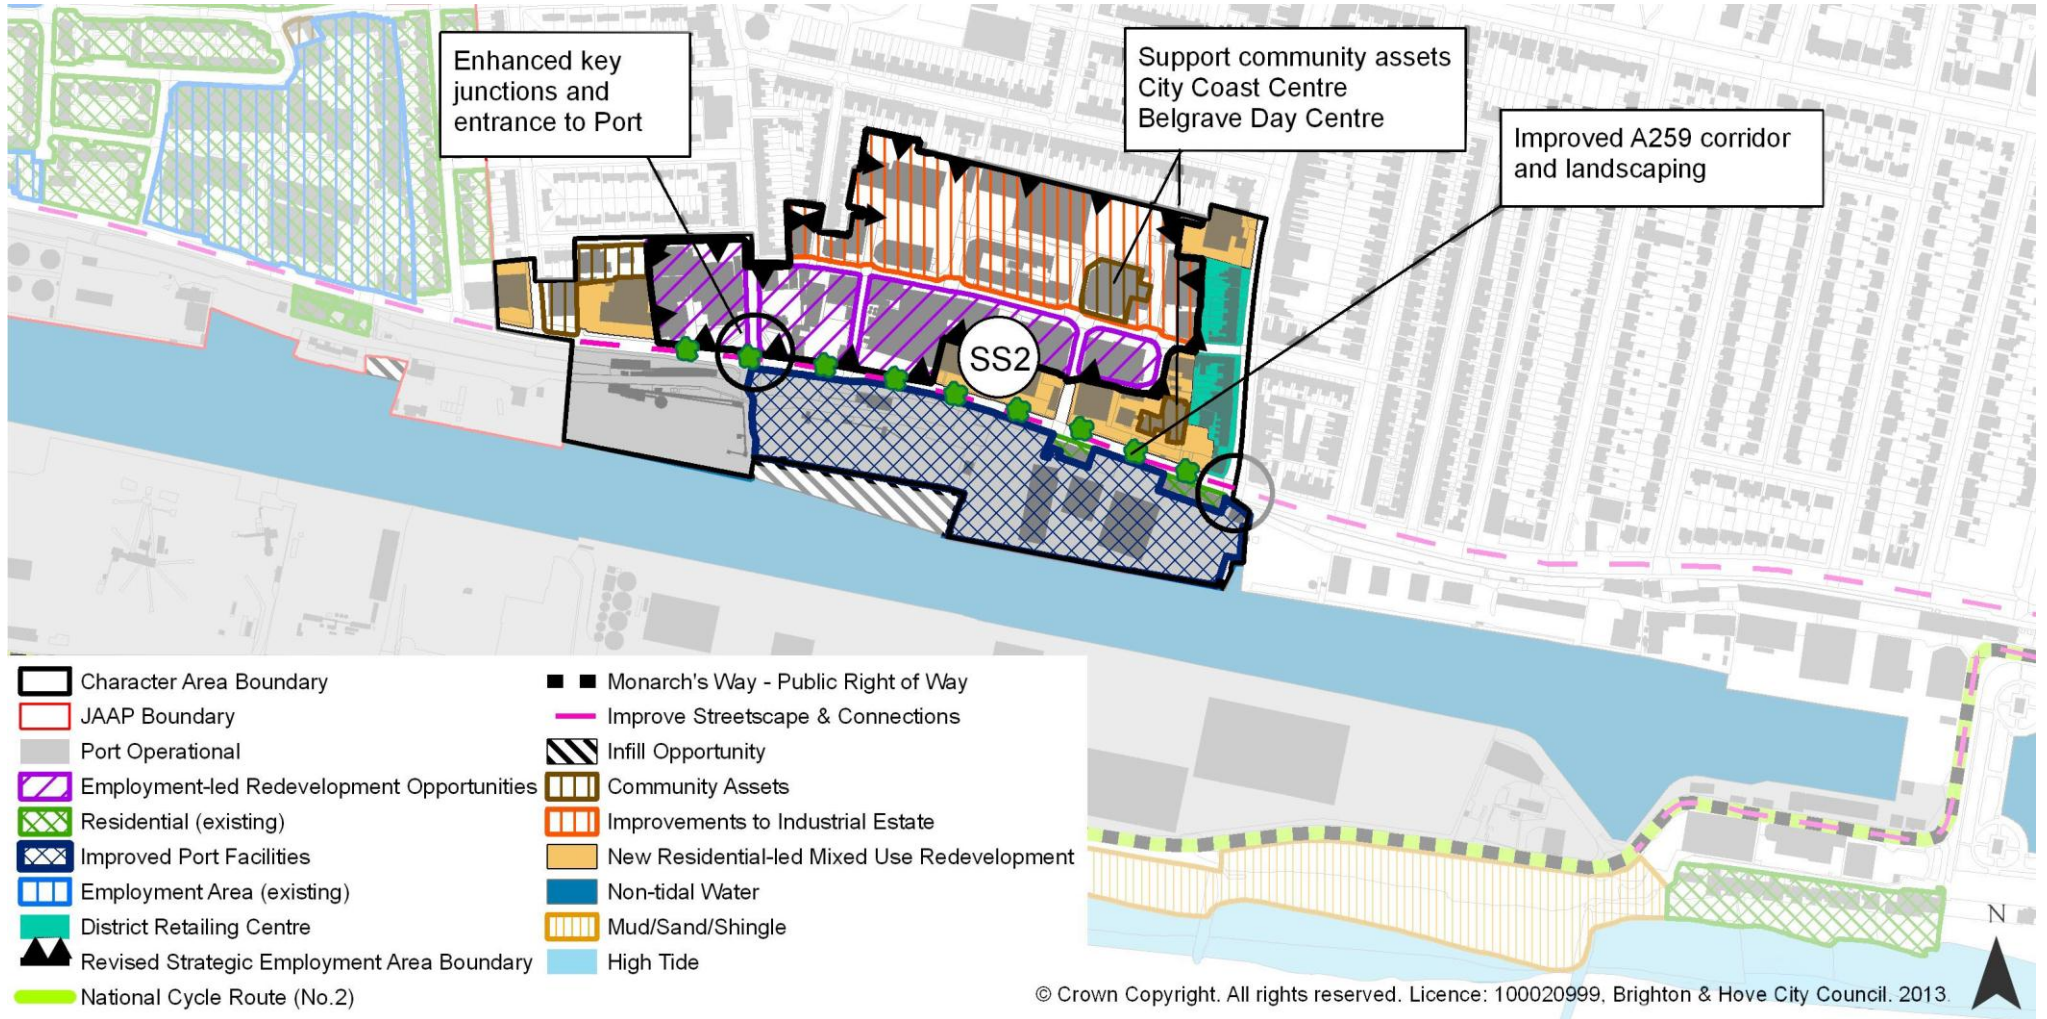 Enhanced key
junctions and
entrance to Port
Support community assets
City Coast Centre
Belgrave Day Centre
Improved A259 corridor
and landscaping
SS2
Character Area Boundary
JAAP Boundary
Port Operational
Employment-led Redevelopment Opportunities
Residential (existing)
Improved Port Facilities
Employment Area (existing)
District Retailing Centre
Revised Strategic Employment Area Boundary
National Cycle Route (No.2)
Monarch's Way - Public Right of Way
Improve Streetscape & Connections
Infill Opportunity
Community Assets
Improvements to Industrial Estate
New Residential-led Mixed Use Redevelopment
Non-tidal Water
Mud/Sand/Shingle
High Tide
N
© Crown Copyright. All rights reserved. Licence: 100020999, Brighton & Hove City Council. 2013.